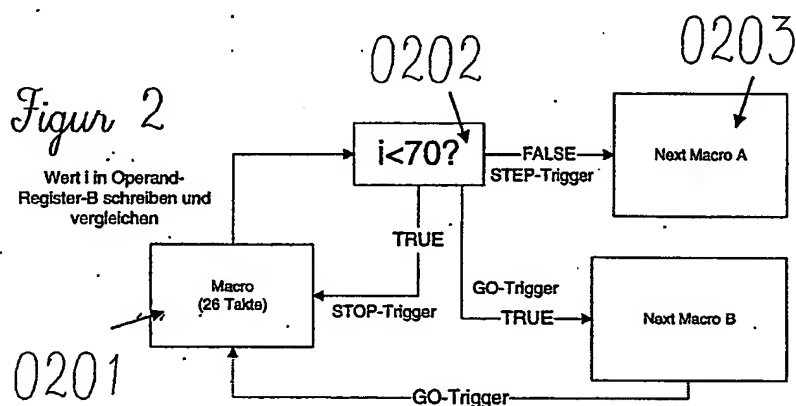 0202
0203
Figur 2
i<70?
FALSE
STEP-Trigger
Next Macro A
Wert i in Operand-
Register-B schreiben und
vergleichen
TRUE
Macro
(26 Takte)
STOP-Trigger
GO-Trigger
TRUE
Next Macro B
0201
GO-Trigger